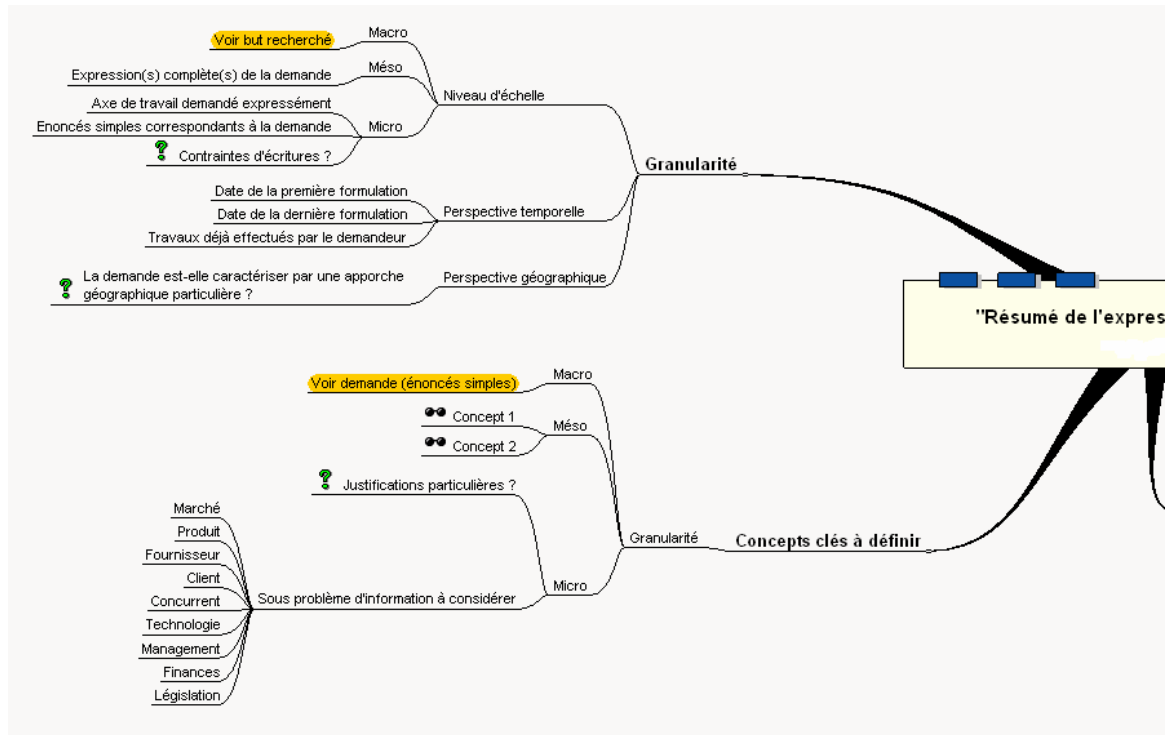 Macro
Voir but recherché
Méso
Expression(s) complète(s) de la demande
Niveau d'échelle
Axe de travail demandé expressément
Enoncés simples correspondants à la demande
Micro
? Contraintes d'écritures ?
Granularité
Date de la première formulation
Date de la dernière formulation
Perspective temporelle
Travaux déjà effectués par le demandeur
? La demande est-elle caractériser par une apporche
géographique particulière ?
Perspective géographique
"Résumé de l'expres
Macro
Voir demande (énoncés simples)
Concept 1
Méso
Concept 2
? Justifications particulières ?
Marché
Produit
Fournisseur
Client
Concurrent
Technologie
Management
Finances
Législation
Sous problème d'information à considérer
Micro
Granularité
Concepts clés à définir